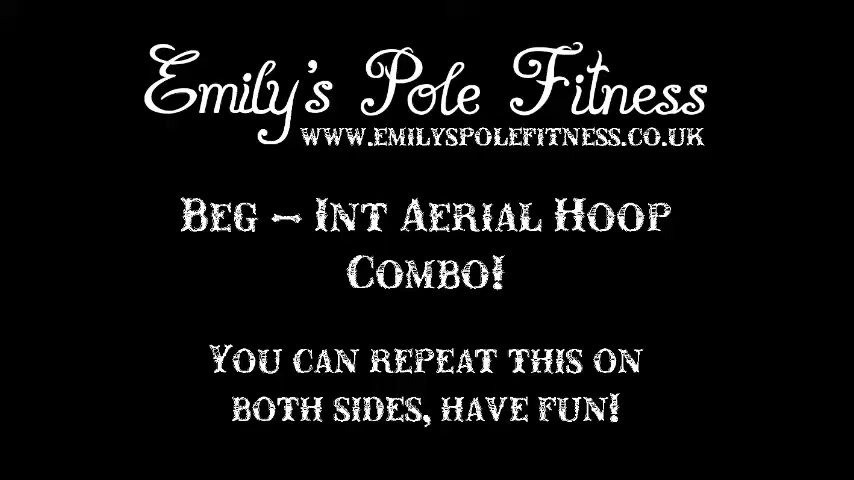 Emily's Pole Fitness
www.emilyspolefitness.co.uk
Beg - Int Aerial Hoop
Combo!
You can repeat this on
both sides, have fun!